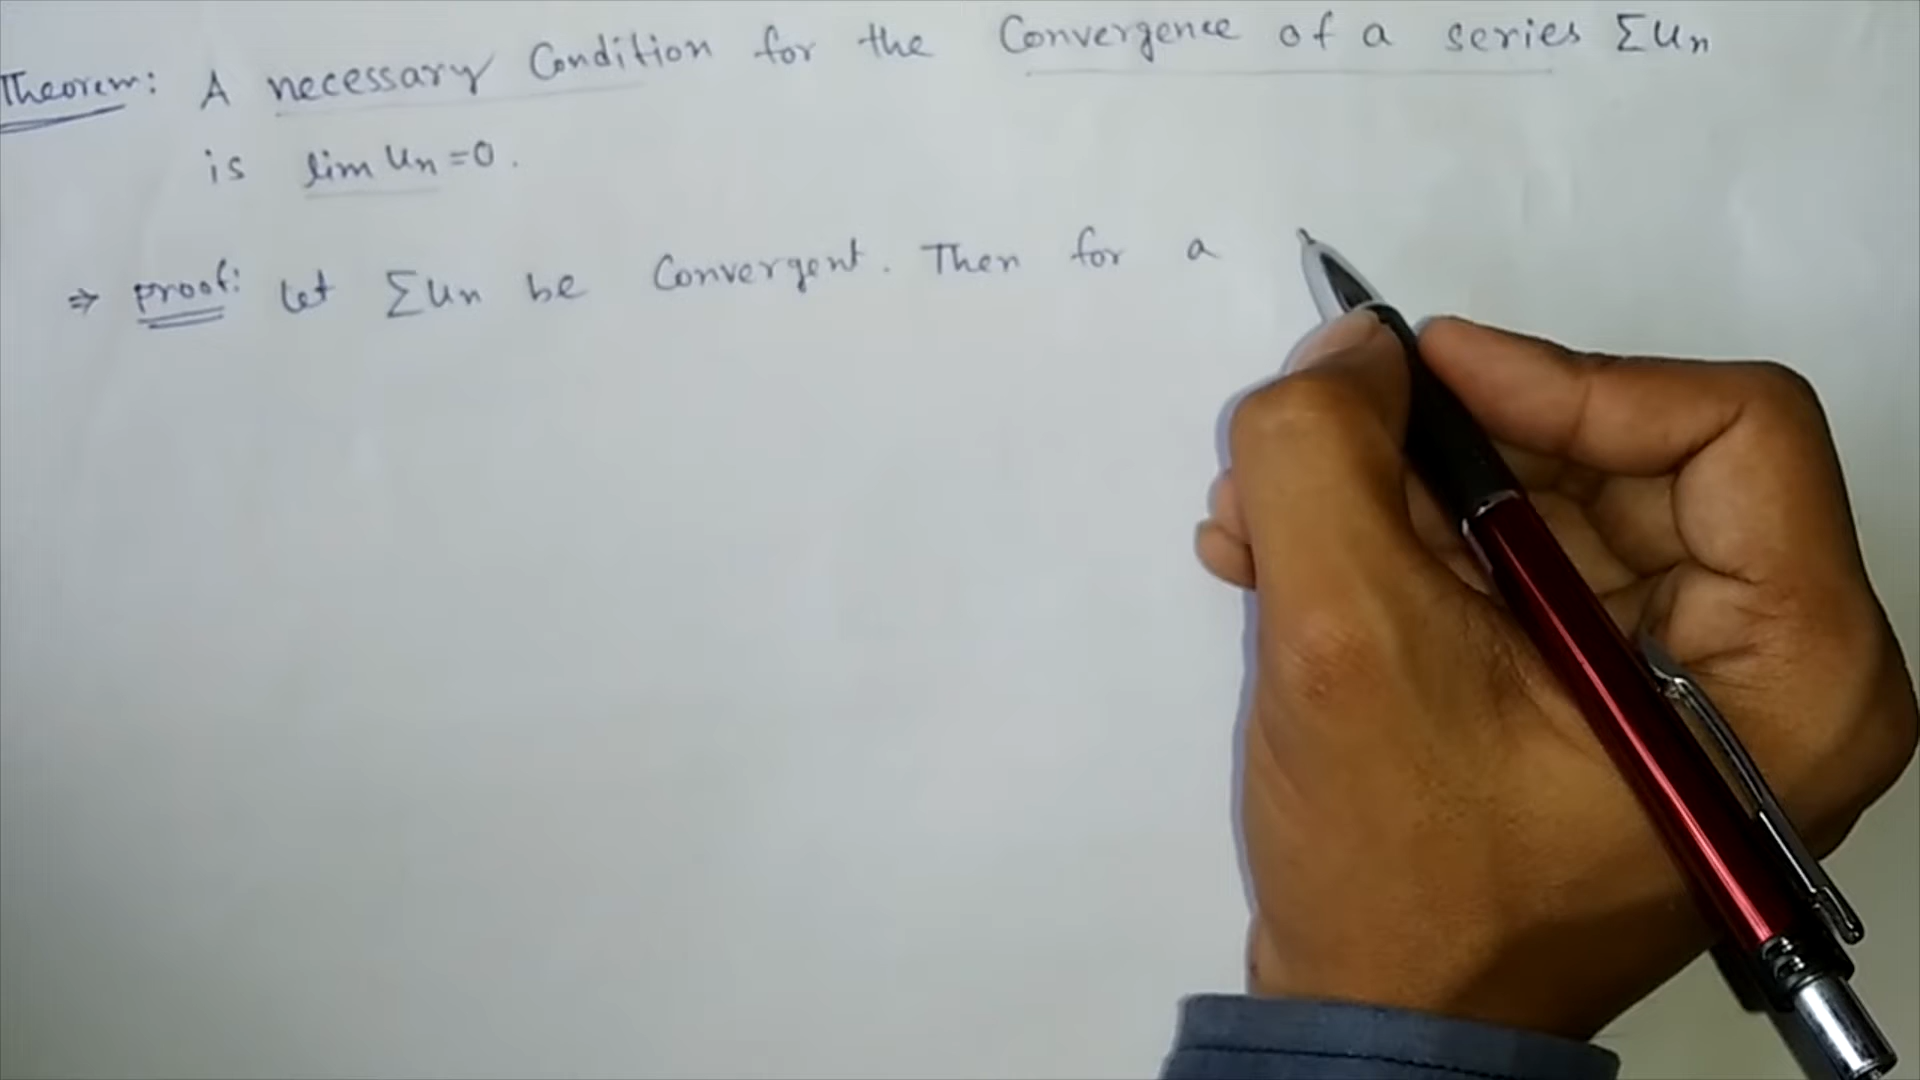 Theorem: A necessary Condition for the Convergence of a series Σun
is lim un =0.
⇒ proof: Let Σun be Convergent. Then for a